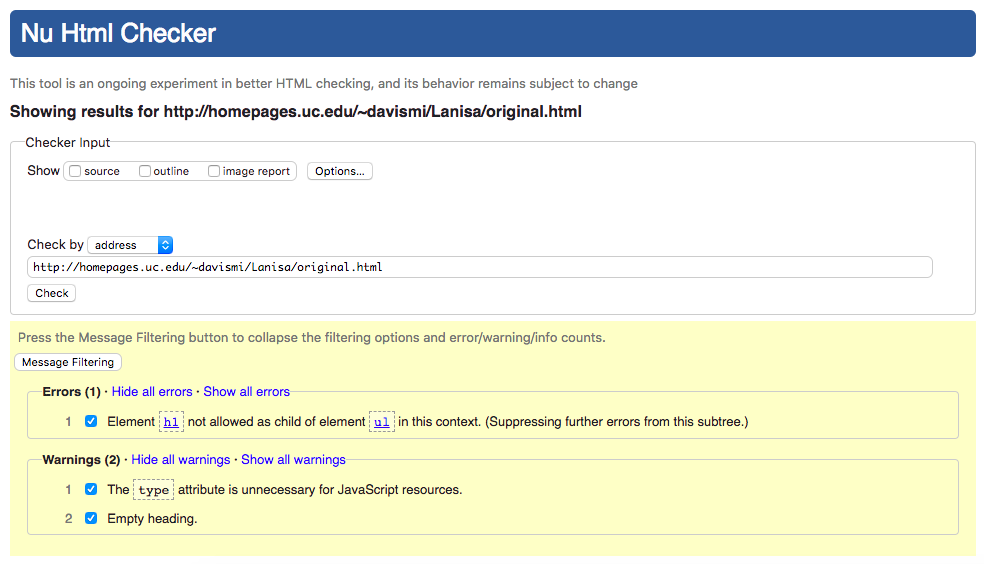 Nu Html Checker
This tool is an ongoing experiment in better HTML checking, and its behavior remains subject to change
Showing results for http://homepages.uc.edu/~davismi/Lanisa/original.html
Checker Input
Show source outline image report Options...
Check by address
http://homepages.uc.edu/~davismi/Lanisa/original.html
Check
Press the Message Filtering button to collapse the filtering options and error/warning/info counts.
Message Filtering
Errors (1) · Hide all errors · Show all errors
1 Element h1 not allowed as child of element ul in this context. (Suppressing further errors from this subtree.)
Warnings (2) · Hide all warnings · Show all warnings
1 The type attribute is unnecessary for JavaScript resources.
2 Empty heading.